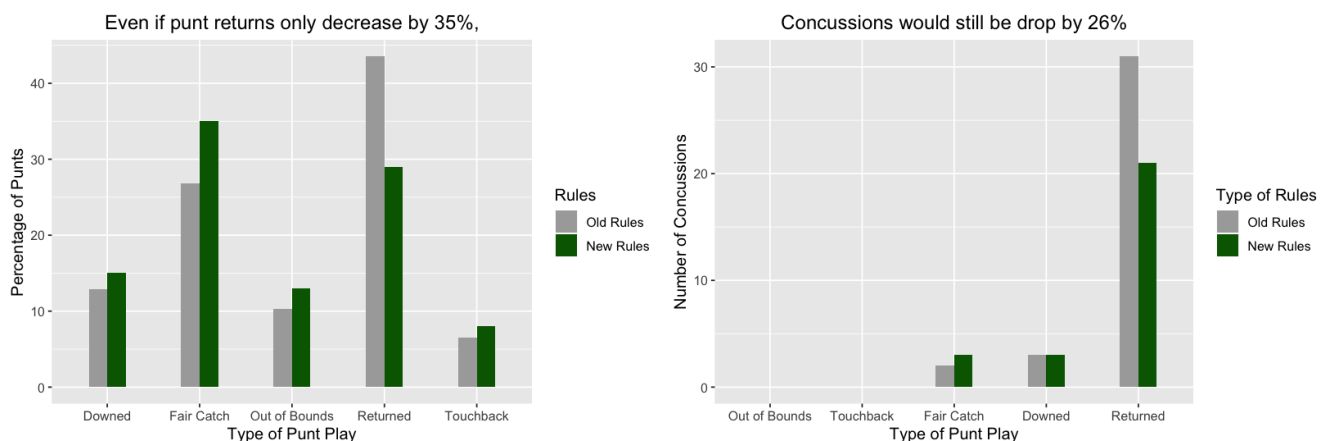 Even if punt returns only decrease by 35%,
Percentage of Punts
40
30
20
10
0
Downed
Fair Catch
Out of Bounds
Returned
Touchback
Type of Punt Play
Rules
Old Rules
New Rules
Concussions would still be drop by 26%
Number of Concussions
30
20
10
0
Out of Bounds
Touchback
Fair Catch
Downed
Returned
Type of Punt Play
Type of Rules
Old Rules
New Rules